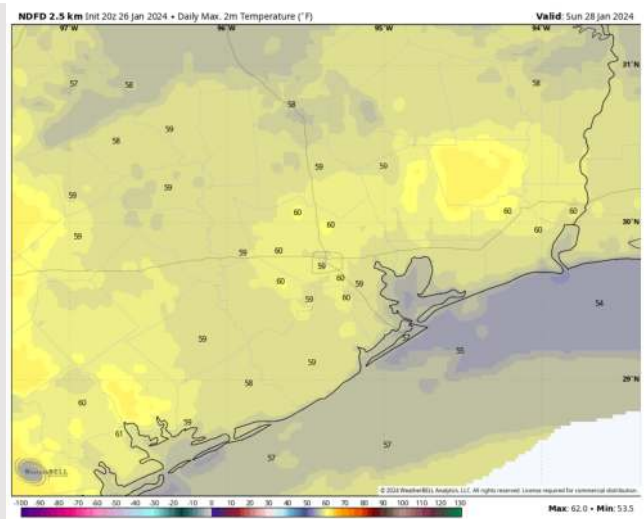 NDFD 2.5 km Init 20z 26 Jan 2024 • Daily Max. 2m Temperature (°F)
Valid: Sun 28 Jan 2024
97°W 96°W 95°W 94°W
31°N
57 58 58
58
58 59
59 59
59 59
60 60 60
30°N
59 60 60
59 60
59
60 60 59
59 60
54
59
55
59
29°N
58
60 59
61
57 57
WeatherBELL
© 2024 WeatherBELL Analytics, LLC. All rights reserved. License required for commercial distribution.
-100 -90 -80 -70 -60 -50 -40 -30 -20 -10 0 10 20 30 40 50 60 70 80 90 100 110 120 130
Max: 62.0 • Min: 53.5